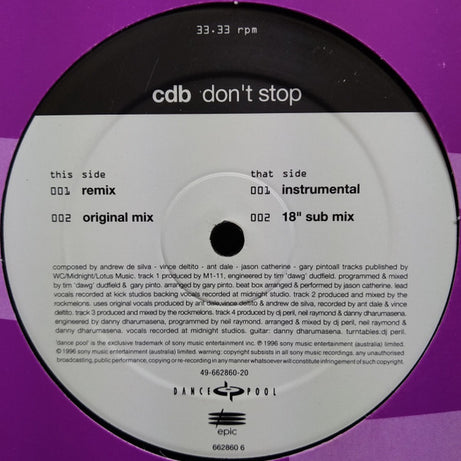 33.33 rpm
cdb don't stop
this side
001 remix
002 original mix
that side
001 instrumental
002 18" sub mix
composed by andrew de silva - vince deltito - ant dale - jason catherine - gary pintoall tracks published by
WC/Midnight/Lotus Music. track 1 produced by M1-11, engineered by tim 'dawg' dudfield. programmed & mixed
by tim 'dawg' dudfield & gary pinto. arranged by gary pinto. beat box arranged & performed by jason catherine. lead
vocals recorded at kck studios backing vocals recorded at midnight studio. track 2 produced and mixed by the
rockmelons. uses original vocals produced by ant dale, vince deltito & andrew de silva, recorded by ant dale & vince
deltito. track 3 produced and mixed by the rockmelons. track 4 produced by dj peril, neil raymond & danny dharumasena.
engineered by danny dharumasena, programmed by neil raymond. arranged & mixed by dj peril, neil raymond & danny
dharumasena. vocals recorded at midnight studios. guitar: danny dharumasena. turntables:dj peril.
'dance pool' is the exclusive trademark of sony music entertainment inc. ℗ 1996 sony music entertainment (australia) limited.
© 1996 sony music entertainment (australia) limited. warning: copyright subsists in all sony music recordings. any unauthorised
broadcasting, public performance, copying or re-recording in any manner whatsoever will constitute infringement of such copyright.
49-662860-20
DANCE POOL
epic
662860 6